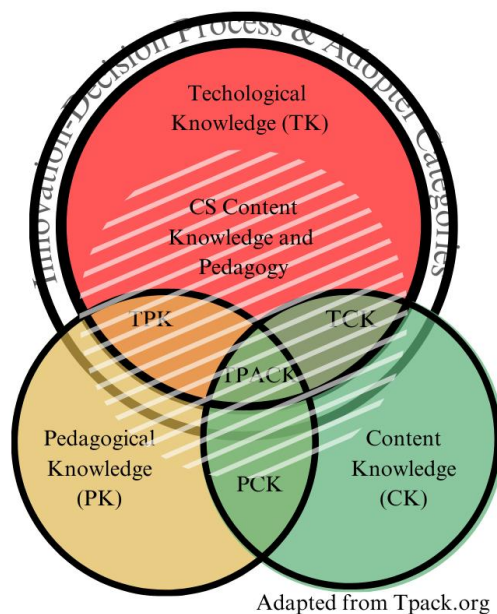 Innovation-Decision Process & Adopter Categories
Techological
Knowledge (TK)
CS Content
Knowledge and
Pedagogy
TPK
TCK
TPACK
Pedagogical
Knowledge
(PK)
Content
Knowledge
(CK)
PCK
Adapted from Tpack.org